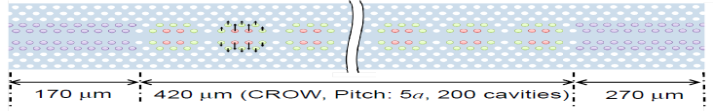 170 μm
420 μm (CROW, Pitch: 5a, 200 cavities)
270 μm